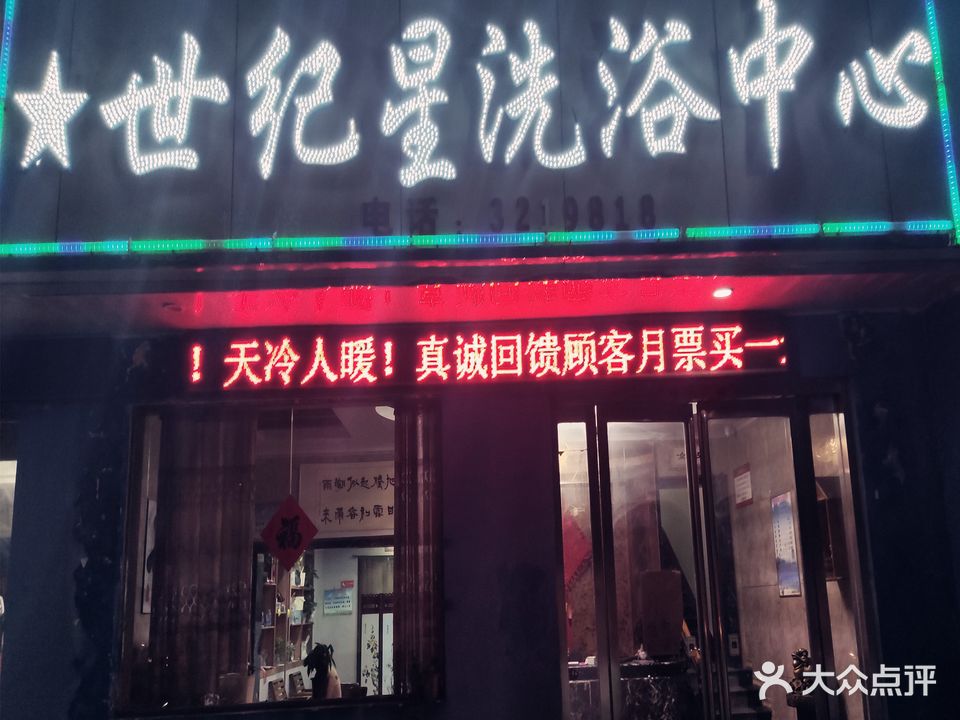 ★世纪星洗浴中心
电话：3219818
！天冷人暖！真诚回馈顾客月票买一
福
大众点评